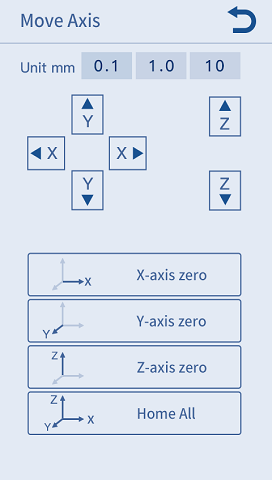 Move Axis
Unit mm 0.1 1.0 10
Y Z
X X
Y Z
X X-axis zero
Y Y-axis zero
Z Z-axis zero
Z X Y Home All